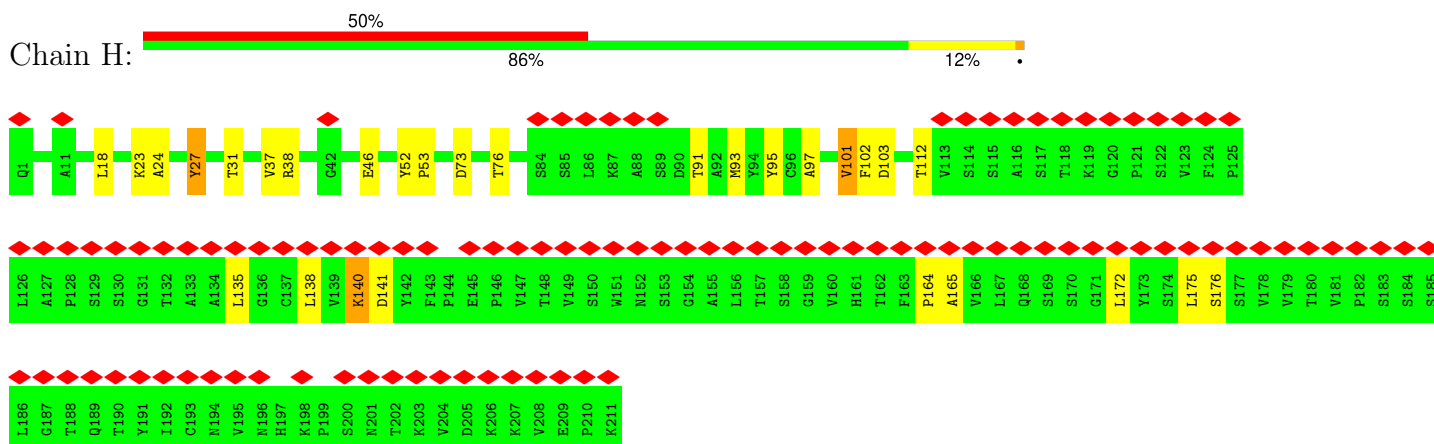 50%
Chain H:
86% 12% •
Q1 A11 L18 K23 A24 Y27 T31 V37 R38 G42 E46 Y52 P53 D73 T76 S84 S85 L86 K87 A88 S89 D90 T91 A92 M93 Y94 Y95 C96 A97 V101 F102 D103 T112 V113 S114 S115 A116 S117 T118 K119 G120 P121 S122 V123 F124 P125
L126 A127 P128 S129 S130 G131 T132 A133 A134 L135 G136 C137 L138 V139 K140 D141 Y142 F143 P144 E145 P146 V147 T148 V149 S150 W151 N152 S153 G154 A155 L156 T157 S158 G159 V160 H161 T162 F163 P164 A165 V166 L167 Q168 S169 S170 G171 L172 Y173 S174 L175 S176 S177 V178 V179 T180 V181 P182 S183 S184 S185
L186 G187 T188 Q189 T190 Y191 I192 C193 N194 V195 N196 H197 K198 P199 S200 N201 T202 K203 V204 D205 K206 K207 V208 E209 P210 K211